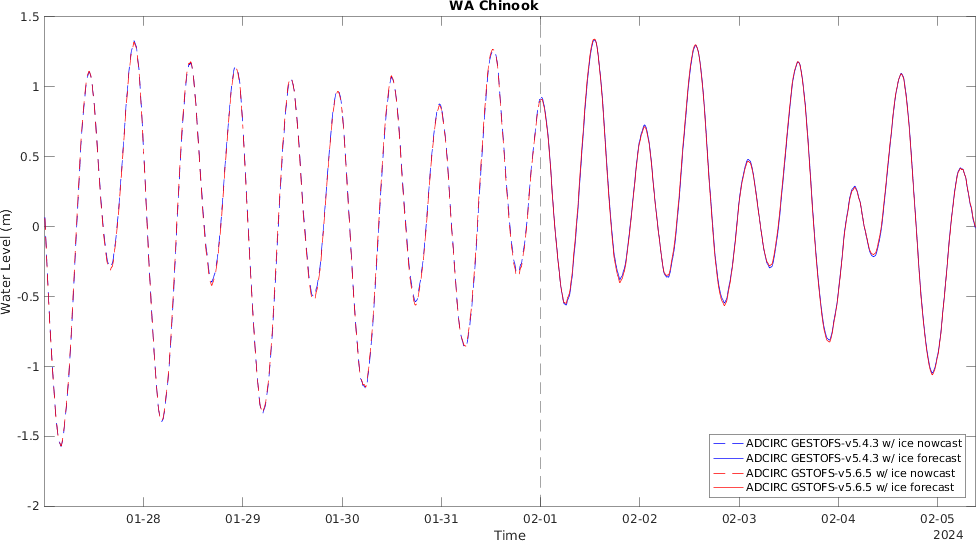 WA Chinook
1.5
1
0.5
0
-0.5
-1
-1.5
-2
Water Level (m)
01-28 01-29 01-30 01-31 02-01 02-02 02-03 02-04 02-05
Time
2024
ADCIRC GESTOFS-v5.4.3 w/ ice nowcast
ADCIRC GESTOFS-v5.4.3 w/ ice forecast
ADCIRC GSTOFS-v5.6.5 w/ ice nowcast
ADCIRC GSTOFS-v5.6.5 w/ ice forecast